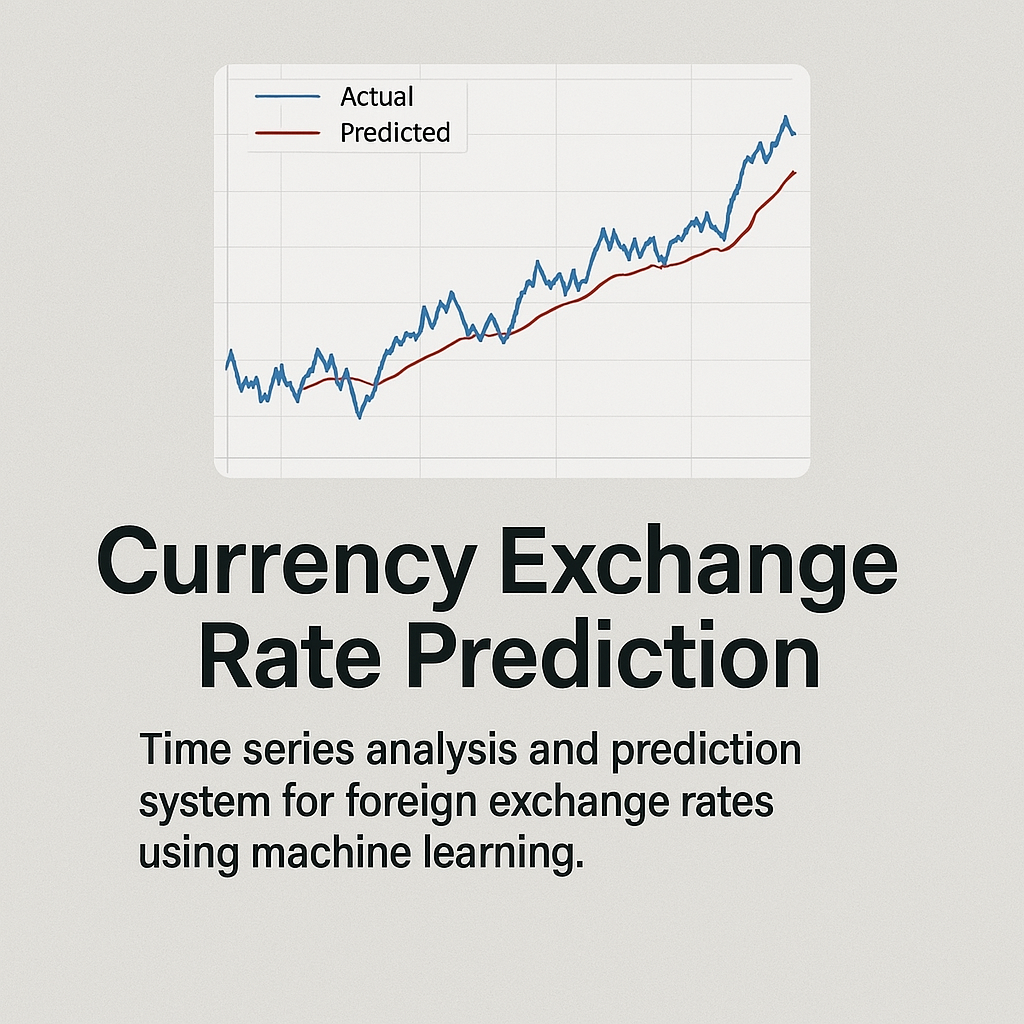 Actual
Predicted
Currency Exchange
Rate Prediction
Time series analysis and prediction
system for foreign exchange rates
using machine learning.